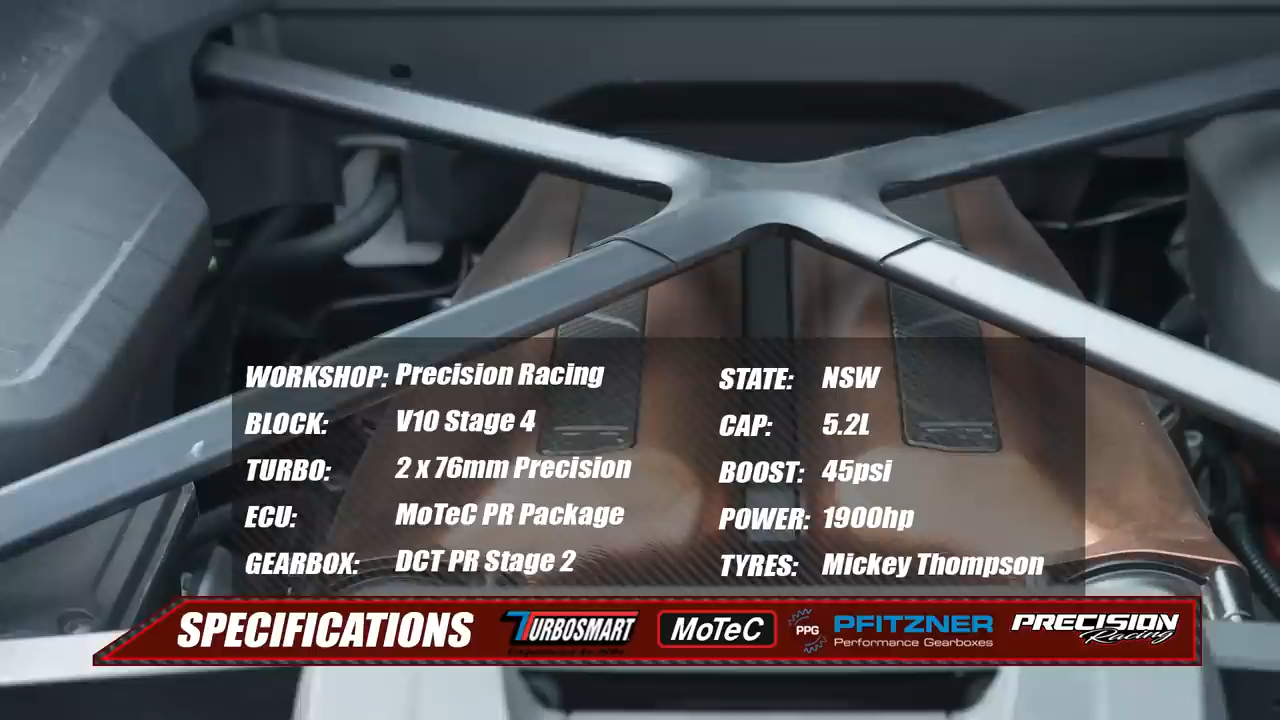 WORKSHOP: Precision Racing
BLOCK: V10 Stage 4
TURBO: 2 x 76mm Precision
ECU: MoTeC PR Package
GEARBOX: DCT PR Stage 2
STATE: NSW
CAP: 5.2L
BOOST: 45psi
POWER: 1900hp
TYRES: Mickey Thompson
SPECIFICATIONS
TURBOSMART
MoTeC
PPG
PFITZNER
Performance Gearboxes
PRECISION
Racing